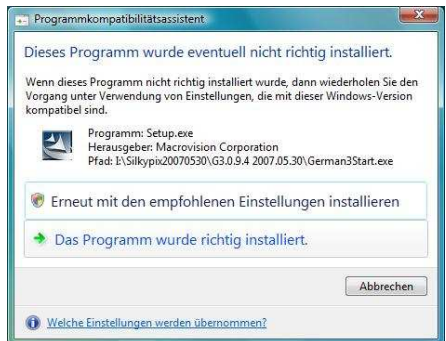 Programmkompatibilitätsassistent
Dieses Programm wurde eventuell nicht richtig installiert.
Wenn dieses Programm nicht richtig installiert wurde, dann wiederholen Sie den
Vorgang unter Verwendung von Einstellungen, die mit dieser Windows-Version
kompatibel sind.
Programm: Setup.exe
Herausgeber: Macrovision Corporation
Pfad: I:\Silkypix20070530\G3.0.9.4 2007.05.30\German3Start.exe
Erneut mit den empfohlenen Einstellungen installieren
Das Programm wurde richtig installiert.
Abbrechen
Welche Einstellungen werden übernommen?